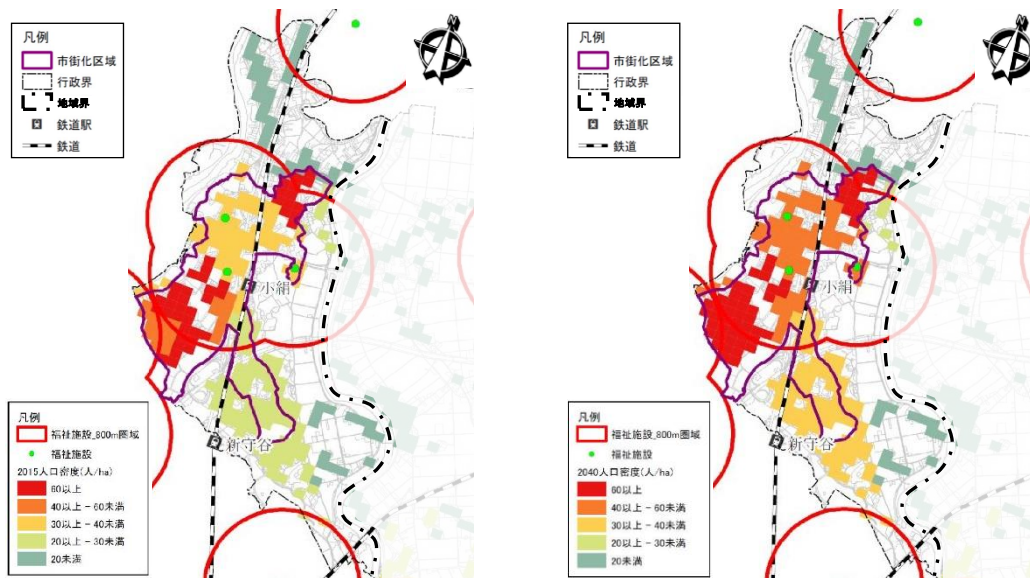 凡例
市街化区域
行政界
地域界
鉄道駅
鉄道
小絹
新守谷
凡例
福祉施設_800m圏域
福祉施設
2015人口密度(人/ha)
60以上
40以上－60未満
30以上－40未満
20以上－30未満
20未満
凡例
市街化区域
行政界
地域界
鉄道駅
鉄道
小絹
新守谷
凡例
福祉施設_800m圏域
福祉施設
2040人口密度(人/ha)
60以上
40以上－60未満
30以上－40未満
20以上－30未満
20未満